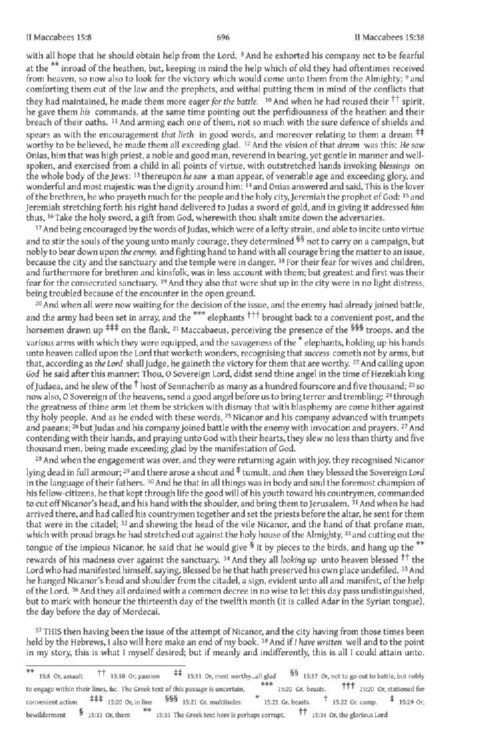 II Maccabees 15:8 696 II Maccabees 15:38
with all hope that he should obtain help from the Lord. 8 And he exhorted his company not to be fearful
at the ** inroad of the heathen, but, keeping in mind the help which of old they had oftentimes received
from heaven, so now also to look for the victory which would come unto them from the Almighty; 9 and
comforting them out of the law and the prophets, and withal putting them in mind of the conflicts that
they had maintained, he made them more eager for the battle. 10 And when he had roused their †† spirit,
he gave them his commands, at the same time pointing out the perfidiousness of the heathen and their
breach of their oaths. 11 And arming each one of them, not so much with the sure defence of shields and
spears as with the encouragement that lieth in good words, and moreover relating to them a dream ‡‡
worthy to be believed, he made them all exceeding glad. 12 And the vision of that dream was this: He saw
Onias, him that was high priest, a noble and good man, reverend in bearing, yet gentle in manner and well-
spoken, and exercised from a child in all points of virtue, with outstretched hands invoking blessings on
the whole body of the Jews: 13 thereupon he saw a man appear, of venerable age and exceeding glory, and
wonderful and most majestic was the dignity around him: 14 and Onias answered and said, This is the lover
of the brethren, he who prayeth much for the people and the holy city, Jeremiah the prophet of God: 15 and
Jeremiah stretching forth his right hand delivered to Judas a sword of gold, and in giving it addressed him
thus, 16 Take the holy sword, a gift from God, wherewith thou shalt smite down the adversaries.
17 And being encouraged by the words of Judas, which were of a lofty strain, and able to incite unto virtue
and to stir the souls of the young unto manly courage, they determined §§ not to carry on a campaign, but
nobly to bear down upon the enemy, and fighting hand to hand with all courage bring the matter to an issue,
because the city and the sanctuary and the temple were in danger. 18 For their fear for wives and children,
and furthermore for brethren and kinsfolk, was in less account with them; but greatest and first was their
fear for the consecrated sanctuary. 19 And they also that were shut up in the city were in no light distress,
being troubled because of the encounter in the open ground.
20 And when all were now waiting for the decision of the issue, and the enemy had already joined battle,
and the army had been set in array, and the *** elephants ††† brought back to a convenient post, and the
horsemen drawn up ‡‡‡ on the flank, 21 Maccabaeus, perceiving the presence of the §§§ troops, and the
various arms with which they were equipped, and the savageness of the * elephants, holding up his hands
unto heaven called upon the Lord that worketh wonders, recognising that success cometh not by arms, but
that, according as the Lord shall judge, he gaineth the victory for them that are worthy. 22 And calling upon
God he said after this manner: Thou, O Sovereign Lord, didst send thine angel in the time of Hezekiah king
of Judaea, and he slew of the † host of Sennacherib as many as a hundred fourscore and five thousand; 23 so
now also, O Sovereign of the heavens, send a good angel before us to bring terror and trembling: 24 through
the greatness of thine arm let them be stricken with dismay that with blasphemy are come hither against
thy holy people. And as he ended with these words, 25 Nicanor and his company advanced with trumpets
and paeans; 26 but Judas and his company joined battle with the enemy with invocation and prayers. 27 And
contending with their hands, and praying unto God with their hearts, they slew no less than thirty and five
thousand men, being made exceeding glad by the manifestation of God.
28 And when the engagement was over, and they were returning again with joy, they recognised Nicanor
lying dead in full armour; 29 and there arose a shout and ‡ tumult, and then they blessed the Sovereign Lord
in the language of their fathers. 30 And he that in all things was in body and soul the foremost champion of
his fellow-citizens, he that kept through life the good will of his youth toward his countrymen, commanded
to cut off Nicanor's head, and his hand with the shoulder, and bring them to Jerusalem. 31 And when he had
arrived there, and had called his countrymen together and set the priests before the altar, he sent for them
that were in the citadel; 32 and shewing the head of the vile Nicanor, and the hand of that profane man,
which with proud brags he had stretched out against the holy house of the Almighty, 33 and cutting out the
tongue of the impious Nicanor, he said that he would give § it by pieces to the birds, and hang up the **
rewards of his madness over against the sanctuary. 34 And they all looking up unto heaven blessed †† the
Lord who had manifested himself, saying, Blessed be he that hath preserved his own place undefiled. 35 And
he hanged Nicanor's head and shoulder from the citadel, a sign, evident unto all and manifest, of the help
of the Lord. 36 And they all ordained with a common decree in no wise to let this day pass undistinguished,
but to mark with honour the thirteenth day of the twelfth month (it is called Adar in the Syrian tongue),
the day before the day of Mordecai.
37 THIS then having been the issue of the attempt of Nicanor, and the city having from those times been
held by the Hebrews, I also will here make an end of my book. 38 And if I have written well and to the point
in my story, this is what I myself desired; but if meanly and indifferently, this is all I could attain unto.
** 15:8 Or, assault †† 15:10 Or, passion ‡‡ 15:11 Or, most worthy...all glad §§ 15:17 Or, not to go out to battle, but nobly
to engage within their lines, &c. The Greek text of this passage is uncertain. *** 15:20 Gr. beasts. ††† 15:20 Or, stationed for
convenient action ‡‡‡ 15:20 Or, in line §§§ 15:21 Gr. multitudes. * 15:21 Gr. beasts. † 15:22 Gr. camp. ‡ 15:29 Or,
bewilderment § 15:33 Or, them ** 15:33 The Greek text here is perhaps corrupt. †† 15:34 Or, the glorious Lord